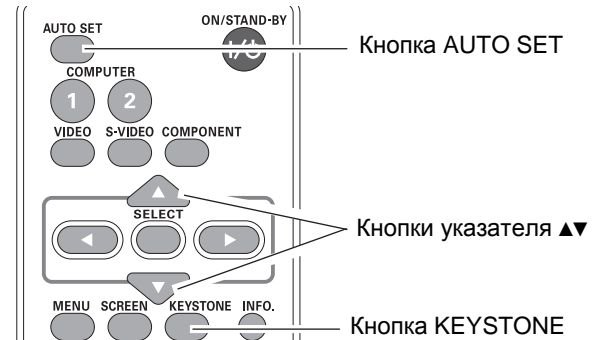 AUTO SET
ON/STAND-BY
Кнопка AUTO SET
COMPUTER
1 2
VIDEO S-VIDEO COMPONENT
SELECT
Кнопки указателя ▲▼
MENU SCREEN KEYSTONE INFO.
Кнопка KEYSTONE